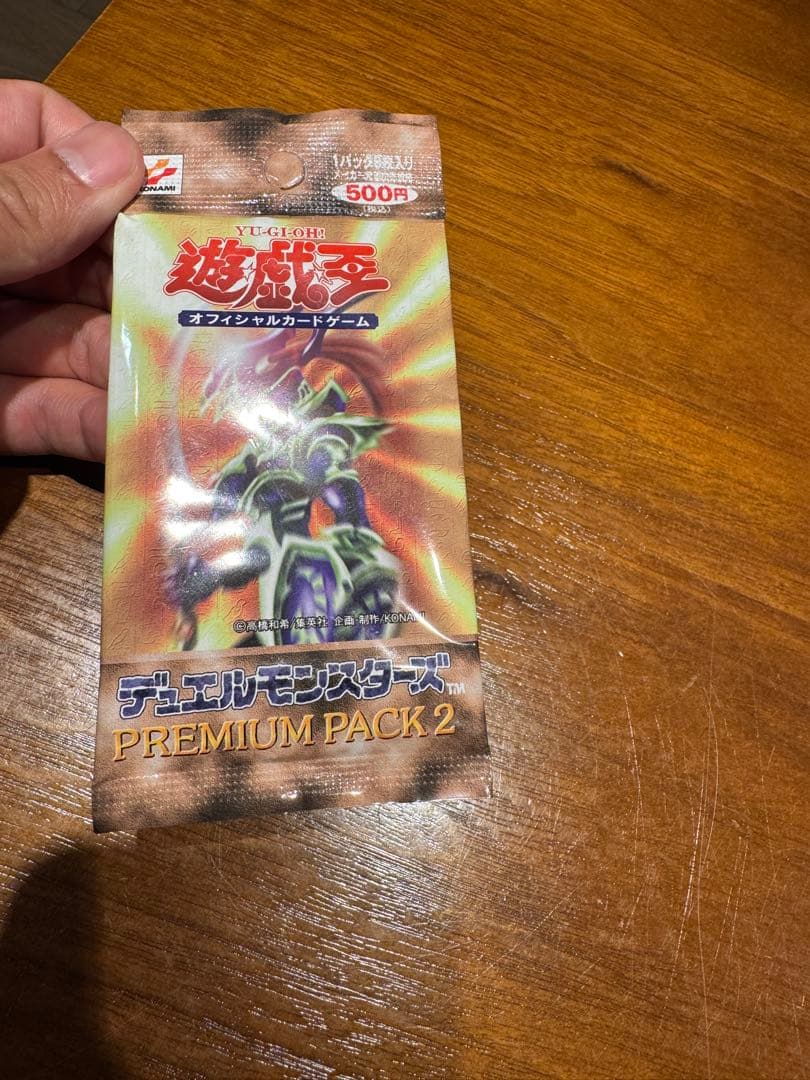 KONAMI
1パック5枚入り
500円
(税込)
YU-GI-OH!
遊戯王
オフィシャルカードゲーム
©高橋和希/集英社 企画・制作/KONAMI
デュエルモンスターズ™
PREMIUM PACK 2